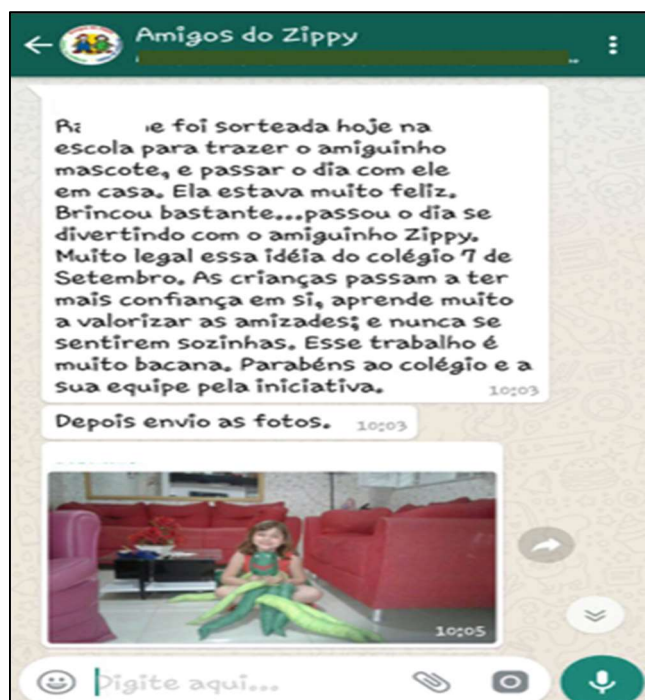 Amigos do Zippy
foi sorteada hoje na
escola para trazer o amiguinho
mascote, e passar o dia com ele
em casa. Ela estava muito feliz.
Brincou bastante...passou o dia se
divertindo com o amiguinho Zippy.
Muito legal essa idéia do colégio 7 de
Setembro. As crianças passam a ter
mais confiança em si, aprende muito
a valorizar as amizades; e nunca se
sentirem sozinhas. Esse trabalho é
muito bacana. Parabéns ao colégio e a
sua equipe pela iniciativa. 10:03
Depois envio as fotos. 10:03
10:05
Digite aqui...